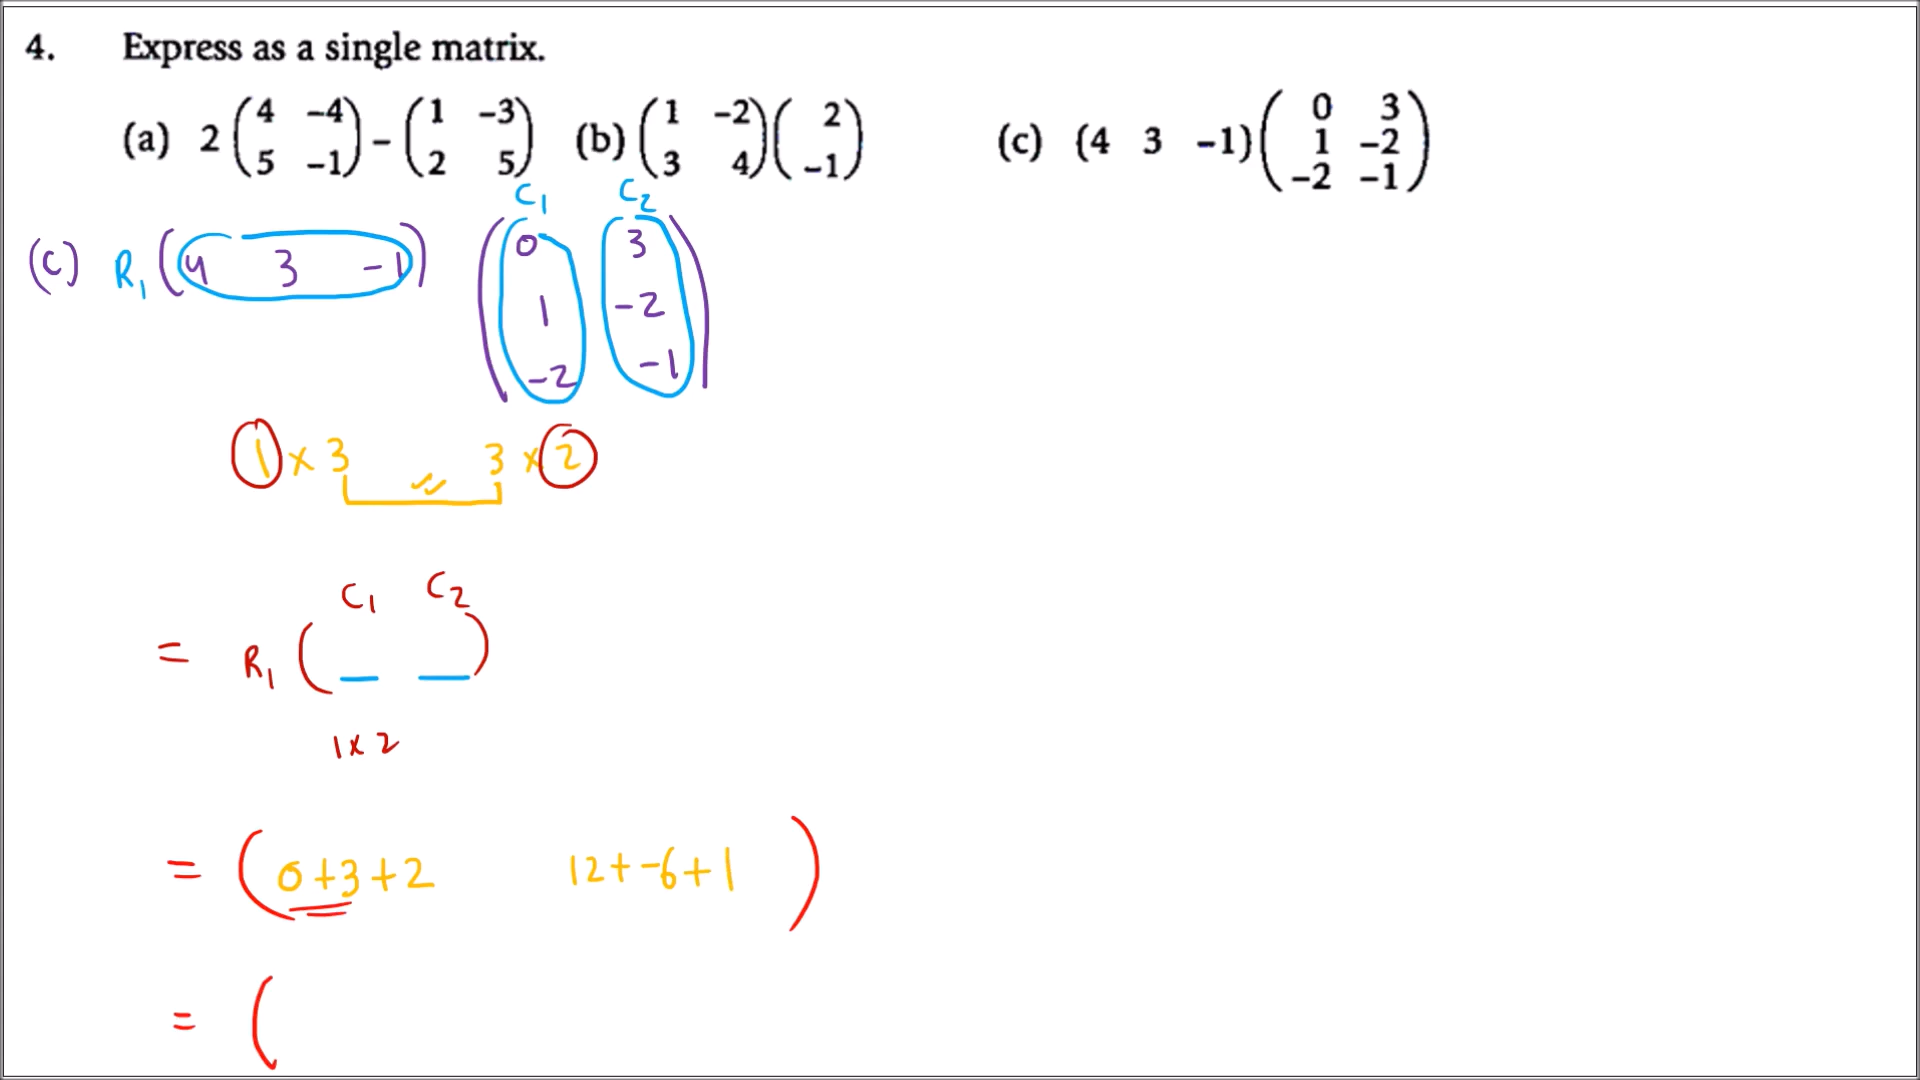 4. Express as a single matrix.
(a) 2 (4 -4) - (1 -3) (b) (1 -2) (2) (c) (4 3 -1) (0 3)
(5 -1) (2 5) (3 4) (-1) (1 -2)
(-2 -1)
C1 C2
(c) R1 (4 3 -1) (0 3)
(1 -2)
(-2 -1)
1 × 3 3 × 2
C1 C2
= R1 (_ _)
1×2
= (0+3+2 12+-6+1)
= (